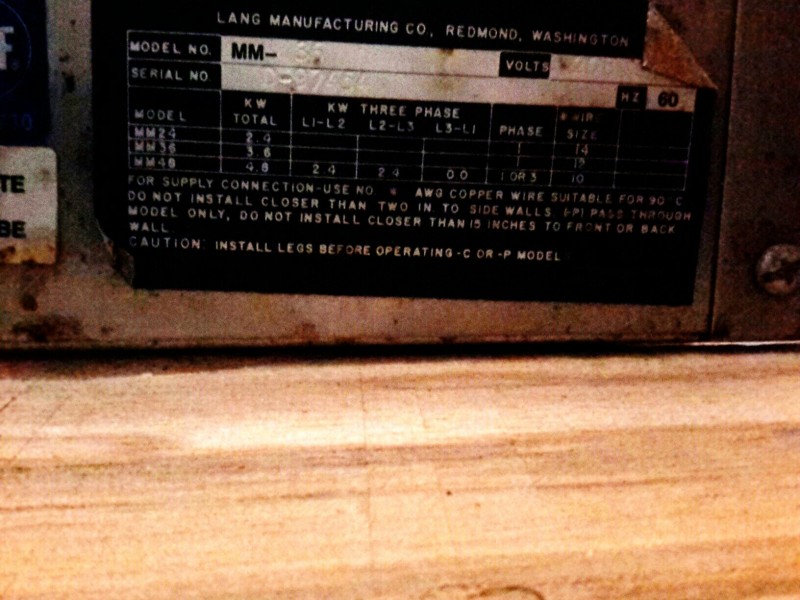 LANG MANUFACTURING CO, REDMOND, WASHINGTON
MODEL NO. MM- VOLTS
SERIAL NO.
HZ 60
MODEL KW TOTAL KW THREE PHASE L1-L2 L2-L3 L3-L1 PHASE WIRE SIZE
MM24 2.4 1 14
MM36 3.6 1 12
MM48 4.8 2.4 2.4 0.0 1 OR 3 10
FOR SUPPLY CONNECTION-USE NO. AWG COPPER WIRE SUITABLE FOR 90 C
DO NOT INSTALL CLOSER THAN TWO IN TO SIDE WALLS (-P) PASS THROUGH
MODEL ONLY, DO NOT INSTALL CLOSER THAN 15 INCHES TO FRONT OR BACK
WALL.
CAUTION: INSTALL LEGS BEFORE OPERATING -C OR -P MODEL
TE
BE